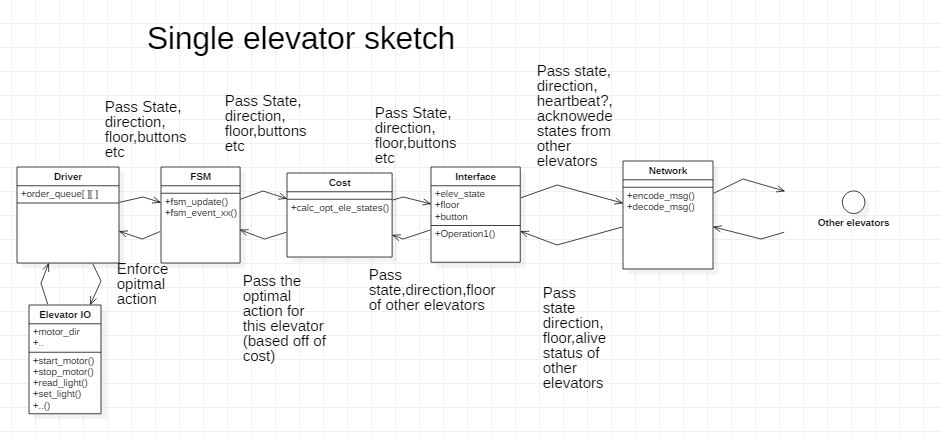 Single elevator sketch
Pass State,
direction,
floor,buttons
etc
Pass State,
direction,
floor,buttons
etc
Pass State,
direction,
floor,buttons
etc
Pass state,
direction,
heartbeat?,
acknowede
states from
other
elevators
Driver
+order_queue[ ][ ]
FSM
+fsm_update()
+fsm_event_xx()
Cost
+calc_opt_ele_states()
Interface
+elev_state
+floor
+button
+Operation1()
Network
+encode_msg()
+decode_msg()
Other elevators
Enforce
opitmal
action
Pass the
optimal
action for
this elevator
(based off of
cost)
Pass
state,direction,floor
of other elevators
Pass
state
direction,
floor,alive
status of
other
elevators
Elevator IO
+motor_dir
+..
+start_motor()
+stop_motor()
+read_light()
+set_light()
+..()